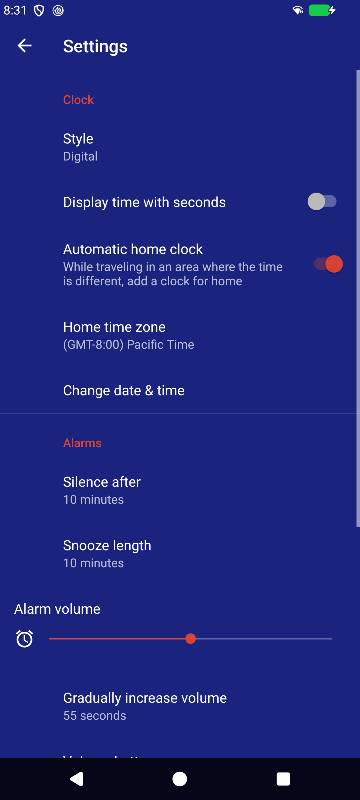 8:31
Settings
Clock
Style
Digital
Display time with seconds
Automatic home clock
While traveling in an area where the time
is different, add a clock for home
Home time zone
(GMT-8:00) Pacific Time
Change date & time
Alarms
Silence after
10 minutes
Snooze length
10 minutes
Alarm volume
Gradually increase volume
55 seconds